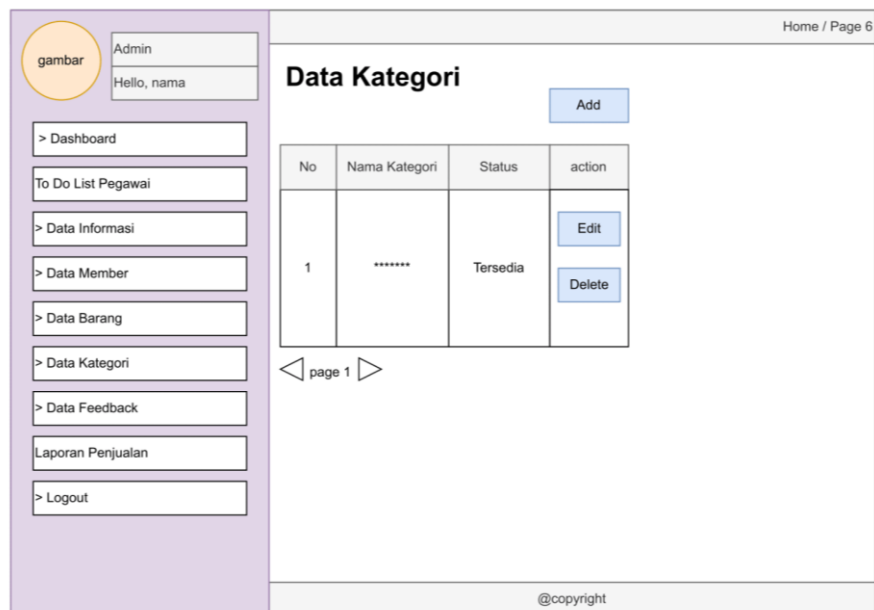 Home / Page 6
gambar
Admin
Hello, nama
> Dashboard
To Do List Pegawai
> Data Informasi
> Data Member
> Data Barang
> Data Kategori
> Data Feedback
Laporan Penjualan
> Logout
Data Kategori
Add
No Nama Kategori Status action
1 ******* Tersedia
Edit
Delete
page 1
@copyright